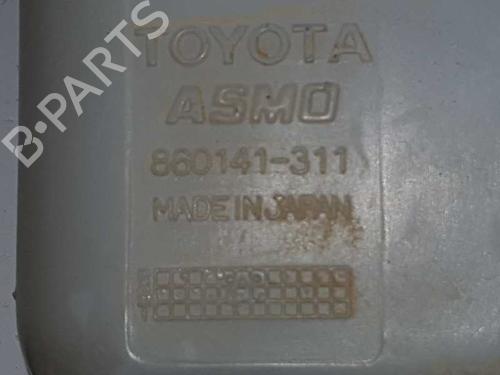 B-PARTS
TOYOTA
ASMO
860141-311
MADE IN JAPAN